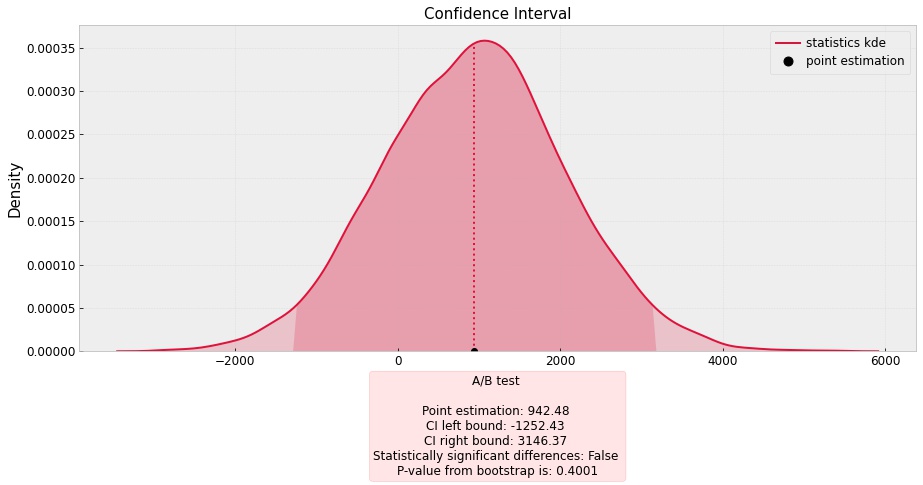 Confidence Interval
statistics kde
point estimation
Density
0.00035
0.00030
0.00025
0.00020
0.00015
0.00010
0.00005
0.00000
−2000
0
2000
4000
6000
A/B test
Point estimation: 942.48
CI left bound: -1252.43
CI right bound: 3146.37
Statistically significant differences: False
P-value from bootstrap is: 0.4001